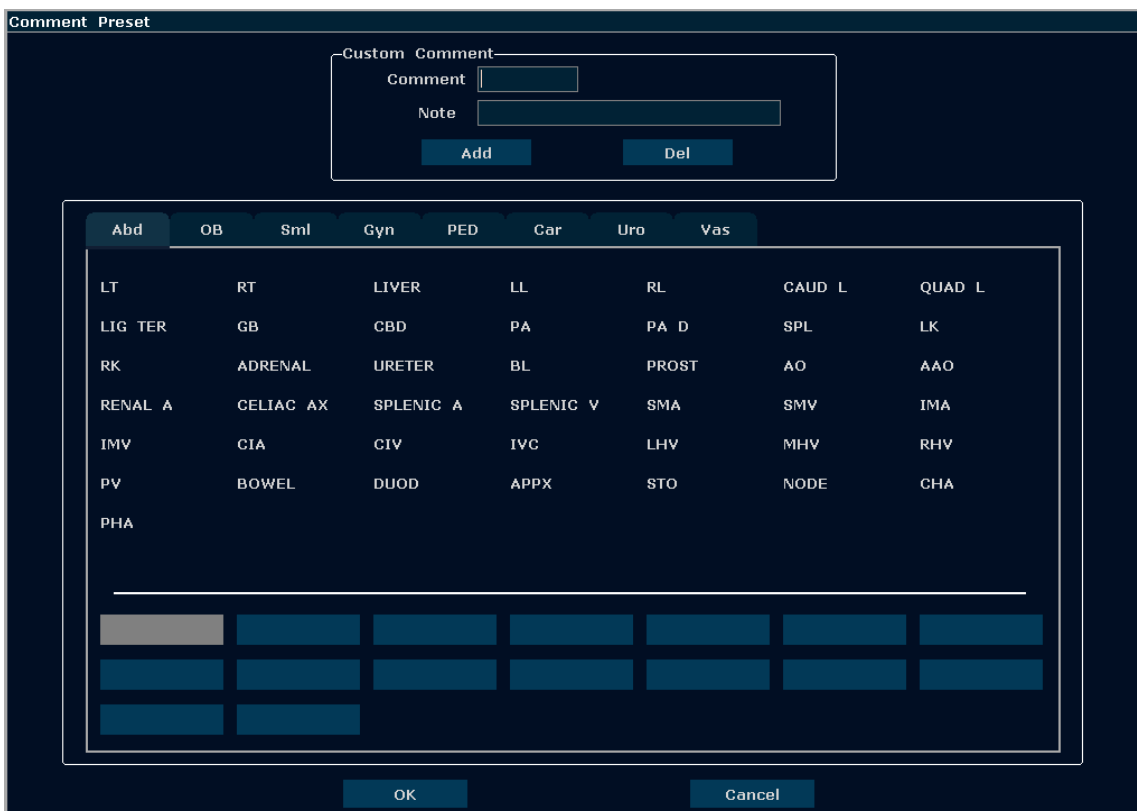 Comment Preset
Custom Comment
Comment
Note
Add Del
Abd OB Sml Gyn PED Car Uro Vas
LT RT LIVER LL RL CAUD L QUAD L
LIG TER GB CBD PA PA D SPL LK
RK ADRENAL URETER BL PROST AO AAO
RENAL A CELIAC AX SPLENIC A SPLENIC V SMA SMV IMA
IMV CIA CIV IVC LHV MHV RHV
PV BOWEL DUOD APPX STO NODE CHA
PHA
OK Cancel